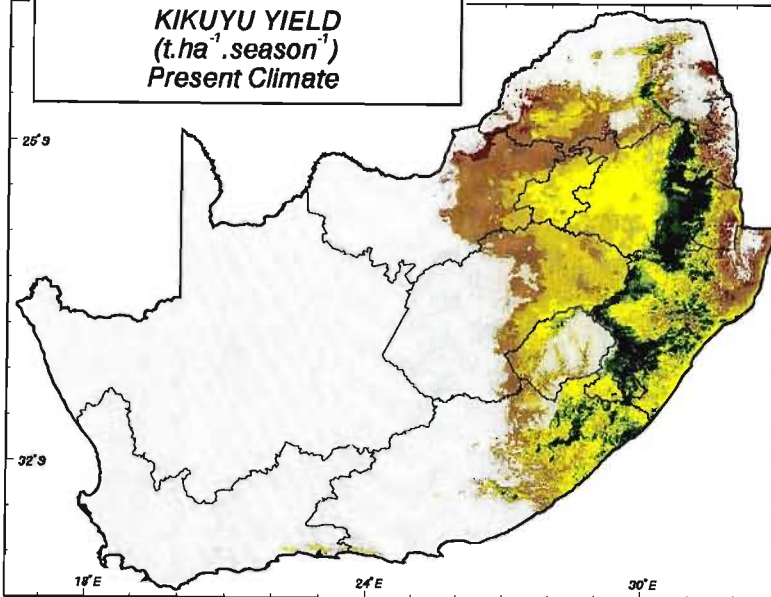 KIKUYU YIELD
(t.ha⁻¹.season⁻¹)
Present Climate
25°S
32°S
18°E
24°E
30°E